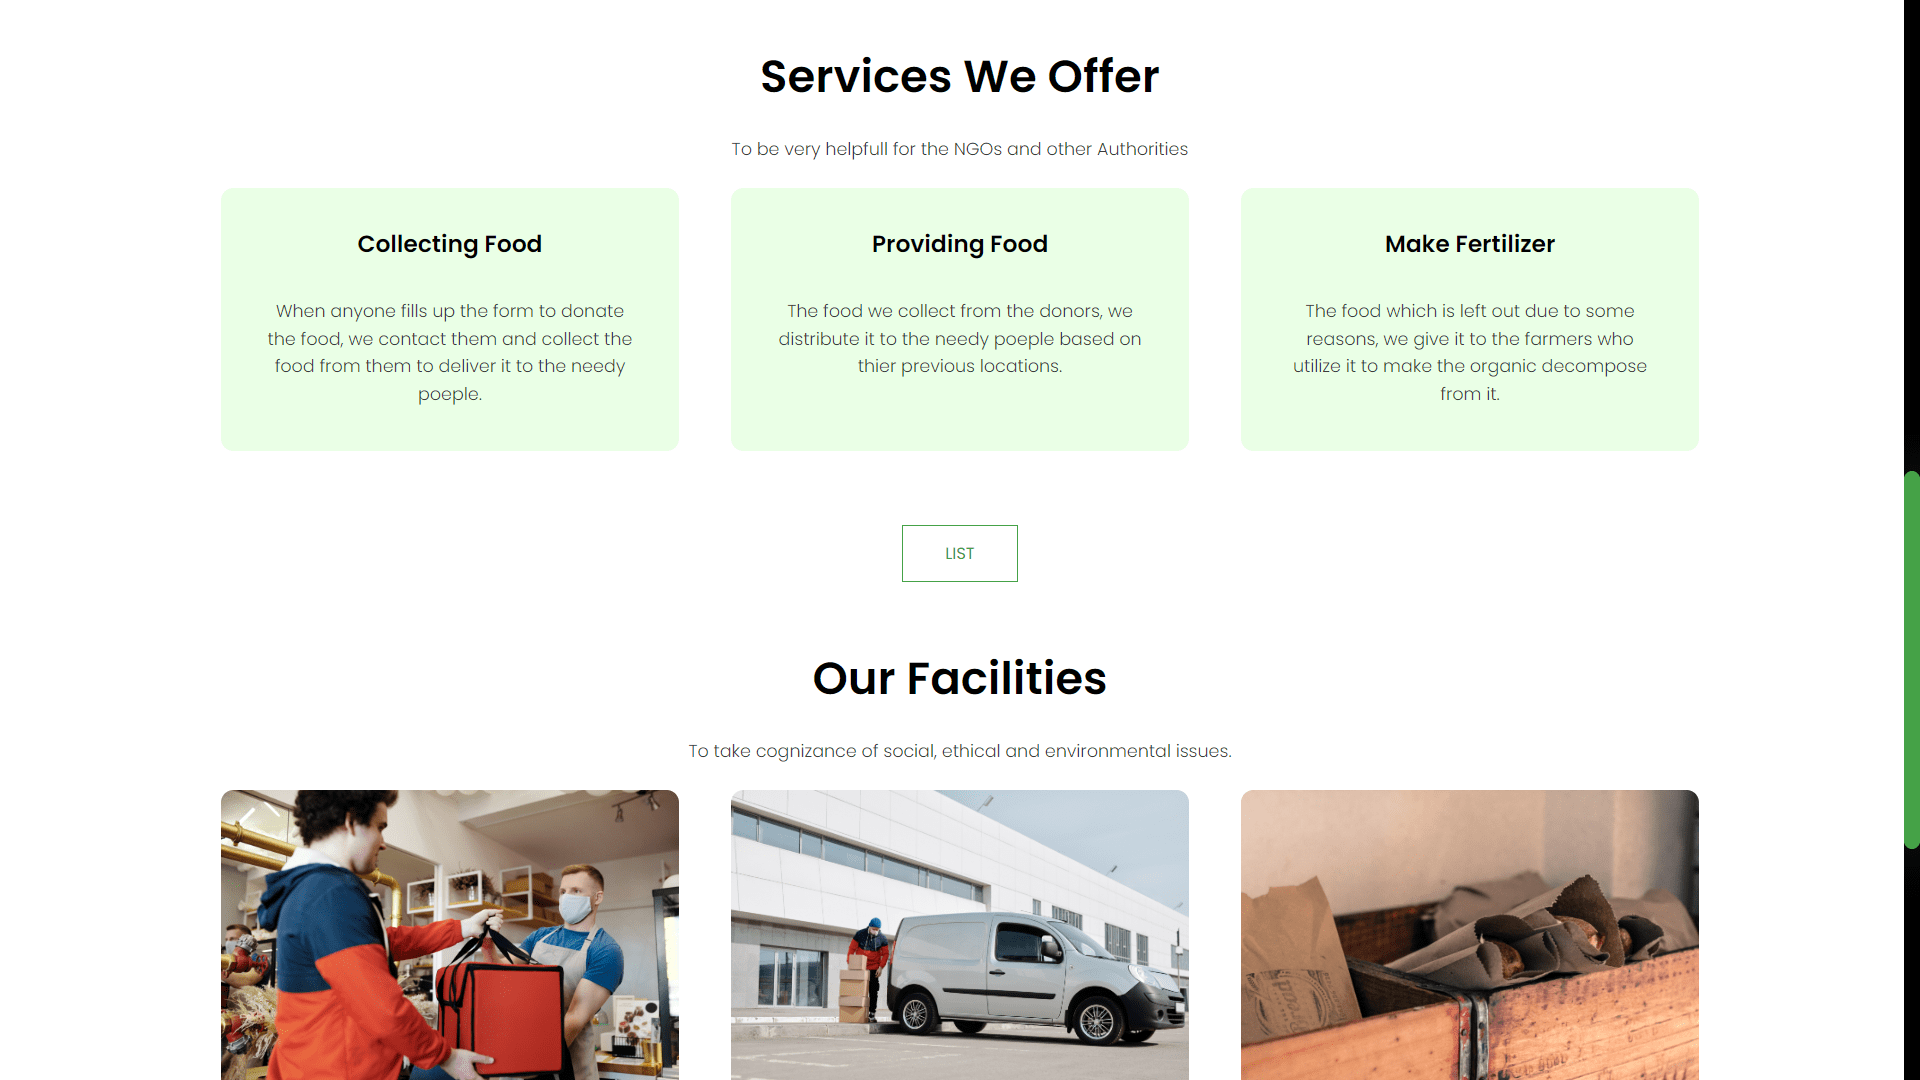 Services We Offer
To be very helpfull for the NGOs and other Authorities
Collecting Food
When anyone fills up the form to donate
the food, we contact them and collect the
food from them to deliver it to the needy
poeple.
Providing Food
The food we collect from the donors, we
distribute it to the needy poeple based on
thier previous locations.
Make Fertilizer
The food which is left out due to some
reasons, we give it to the farmers who
utilize it to make the organic decompose
from it.
LIST
Our Facilities
To take cognizance of social, ethical and environmental issues.